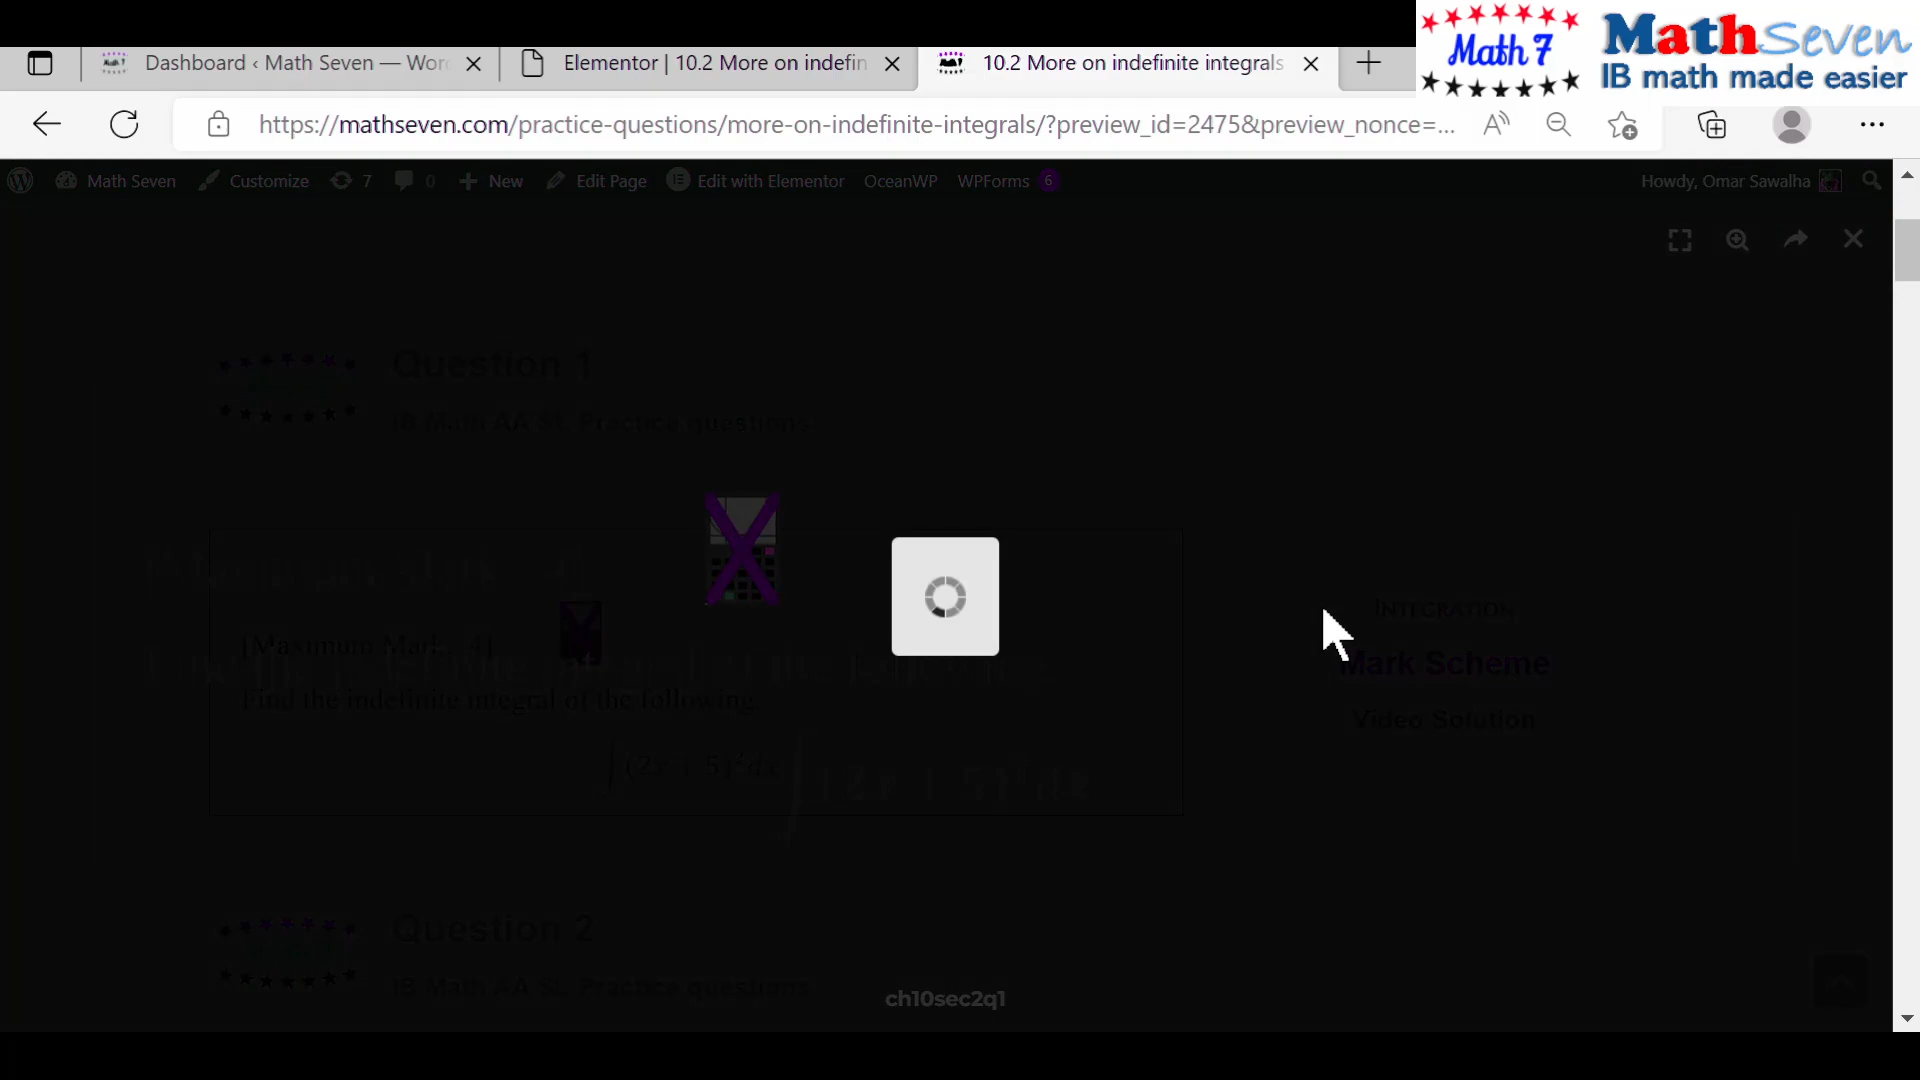 Math 7
MathSeven
IB math made easier
Dashboard ‹ Math Seven — Wor
Elementor | 10.2 More on indefin
10.2 More on indefinite integrals
https://mathseven.com/practice-questions/more-on-indefinite-integrals/?preview_id=2475&preview_nonce=...
Math Seven
Customize
7
0
New
Edit Page
Edit with Elementor
OceanWP
WPForms 6
Howdy, Omar Sawalha
Question 1
IB Math AA SL Practice questions
[Maximum Mark: 4]
INTEGRATION
Mark Scheme
Find the indefinite integral of the following
Video Solution
Question 2
IB Math AA SL Practice questions
ch10sec2q1